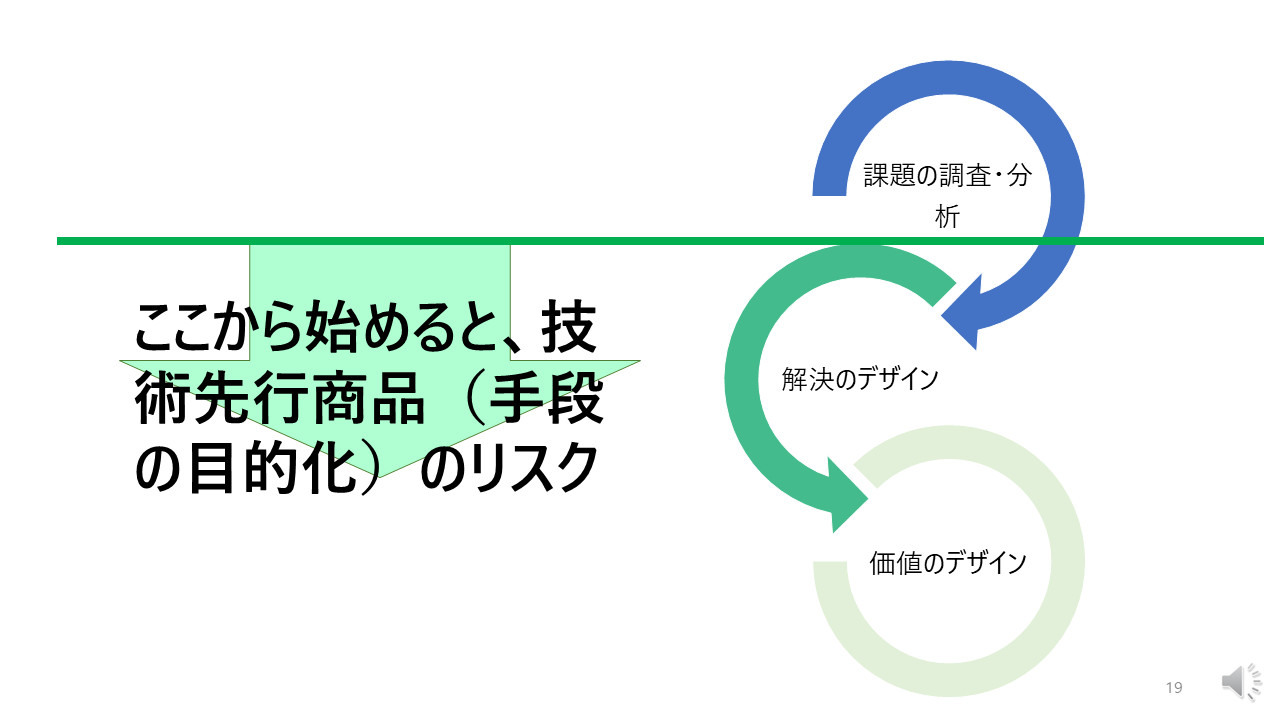 課題の調査・分
析
ここから始めると、技
術先行商品（手段
の目的化）のリスク
解決のデザイン
価値のデザイン
19